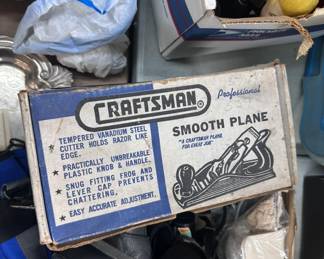 CRAFTSMAN®
Professional
★ TEMPERED VANADIUM STEEL
CUTTER HOLDS RAZOR LIKE
EDGE.
★ PRACTICALLY UNBREAKABLE
PLASTIC KNOB & HANDLE.
★ SNUG FITTING FROG AND
LEVER CAP PREVENTS
CHATTERING.
★ EASY ACCURATE ADJUSTMENT.
SMOOTH PLANE
"A CRAFTSMAN PLANE
FOR EVERY JOB"